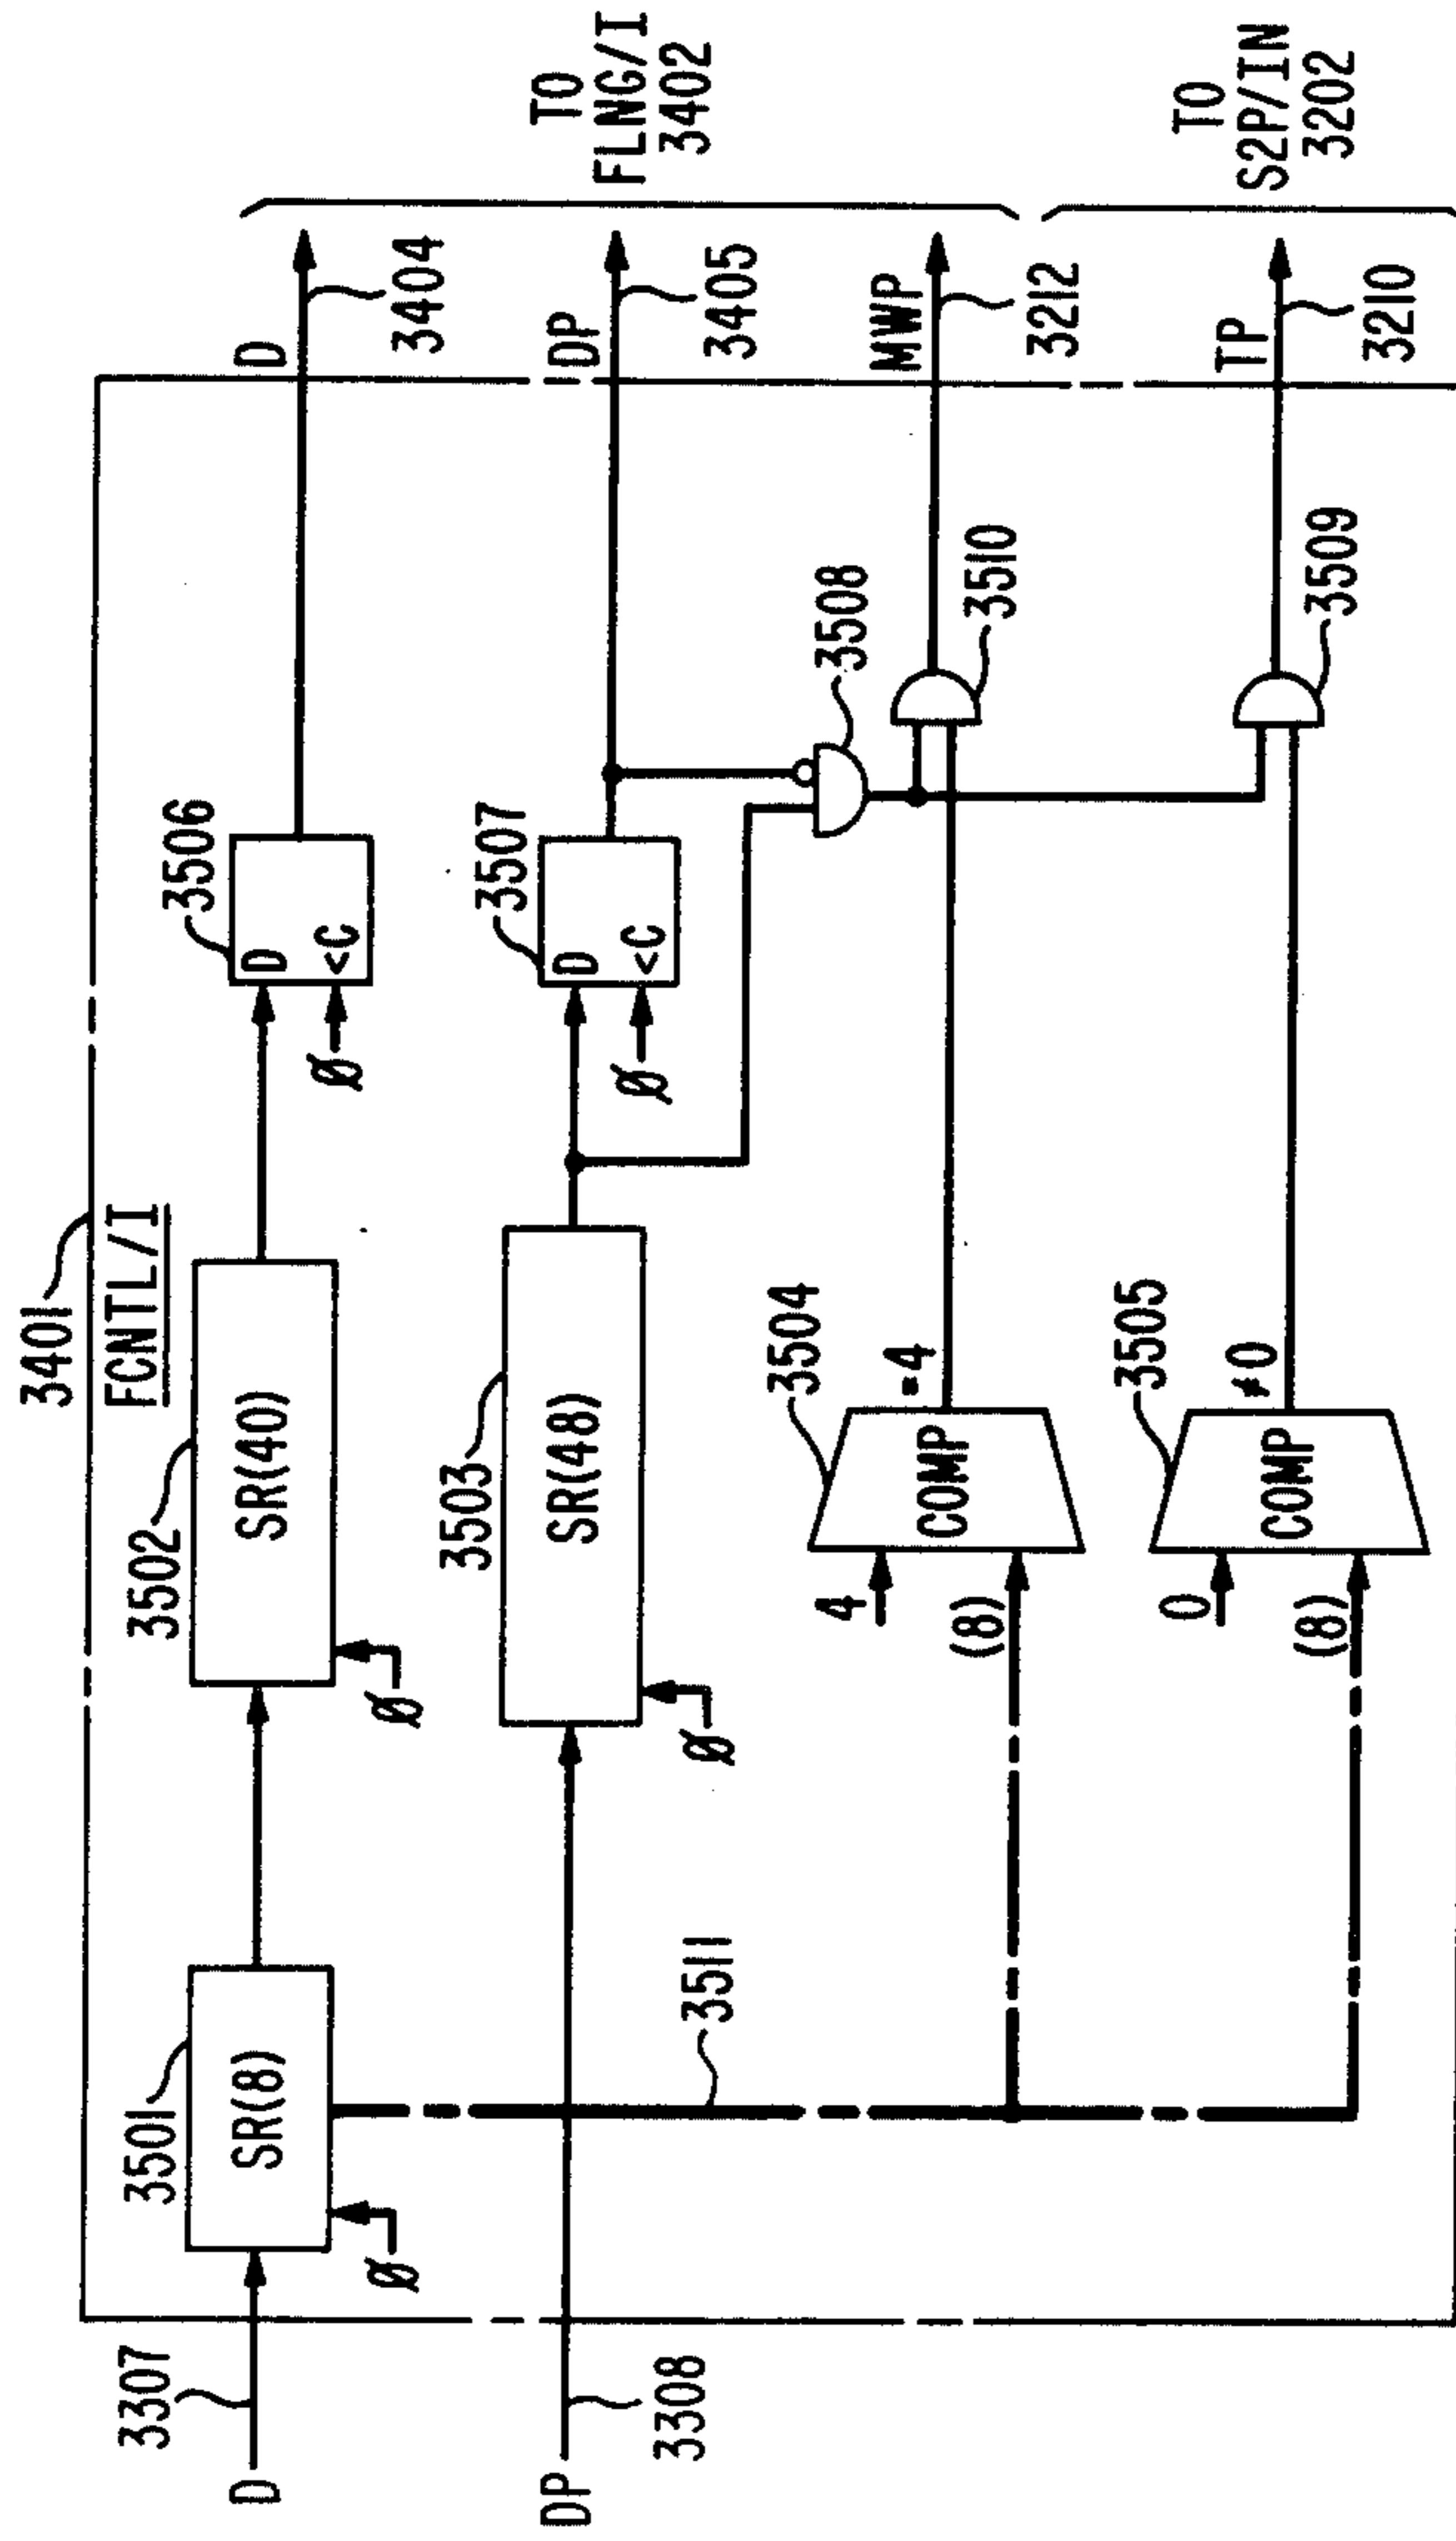 3401
FCNTL/I
3307
D
3501
SR(8)
Ø
3502
SR(40)
Ø
3506
D
<C
Ø
D
3404
DP
3308
3503
SR(48)
Ø
3507
D
<C
Ø
DP
3405
TO
FLNG/I
3402
3511
3508
4
(8)
3504
COMP
=4
3510
MWP
3212
0
(8)
3505
COMP
≠0
3509
TP
3210
TO
S2P/IN
3202